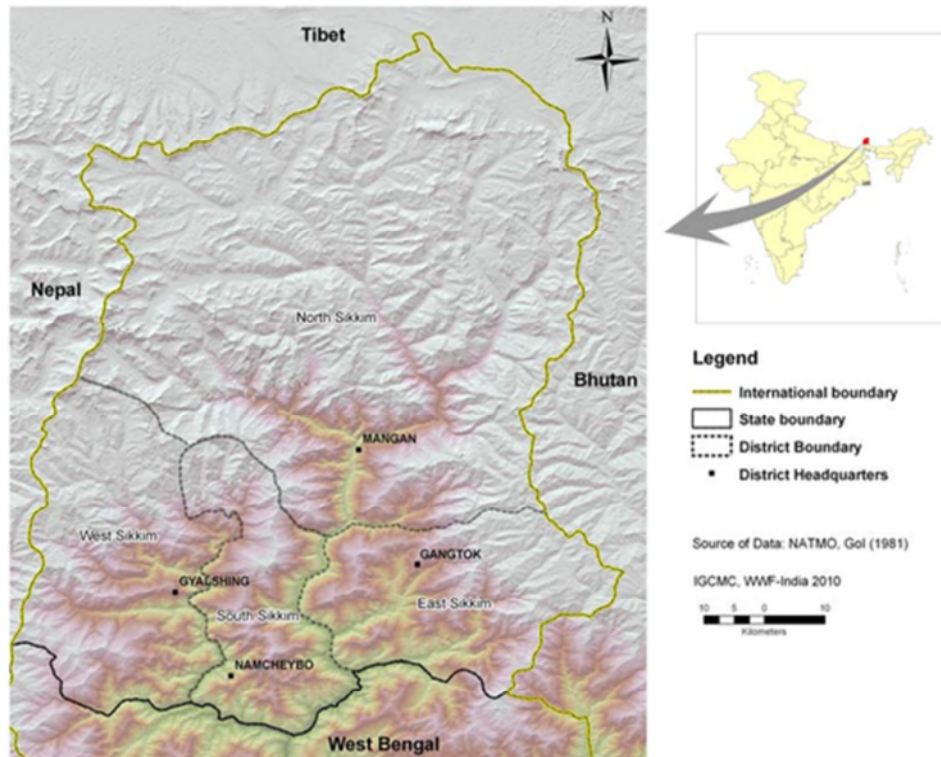 Tibet
N
Nepal
North Sikkim
Bhutan
MANGAN
West Sikkim
GANGTOK
GYALSHING
South Sikkim
East Sikkim
NAMCHEYBO
West Bengal
Legend
International boundary
State boundary
District Boundary
District Headquarters
Source of Data: NATMO, GoI (1981)
IGCMC, WWF-India 2010
10 5 0 10
Kilometers